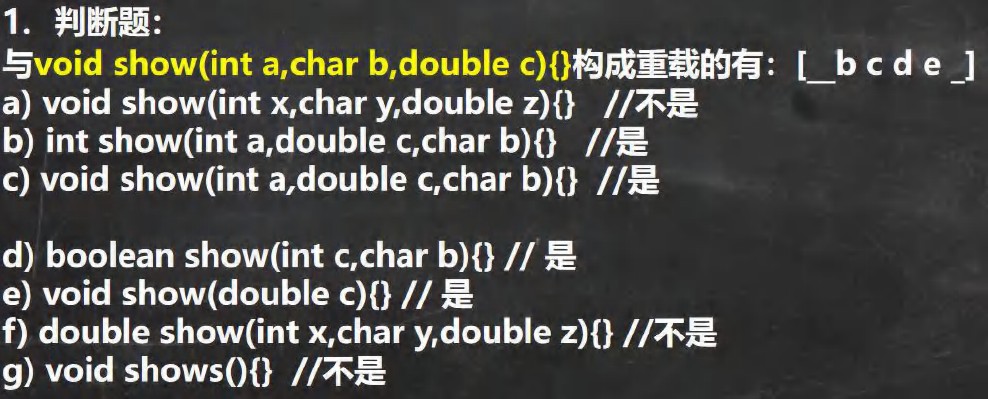 1. 判断题：
与void show(int a,char b,double c){}构成重载的有：[__b c d e _]
a) void show(int x,char y,double z){} //不是
b) int show(int a,double c,char b){} //是
c) void show(int a,double c,char b){} //是
d) boolean show(int c,char b){} // 是
e) void show(double c){} // 是
f) double show(int x,char y,double z){} //不是
g) void shows(){} //不是